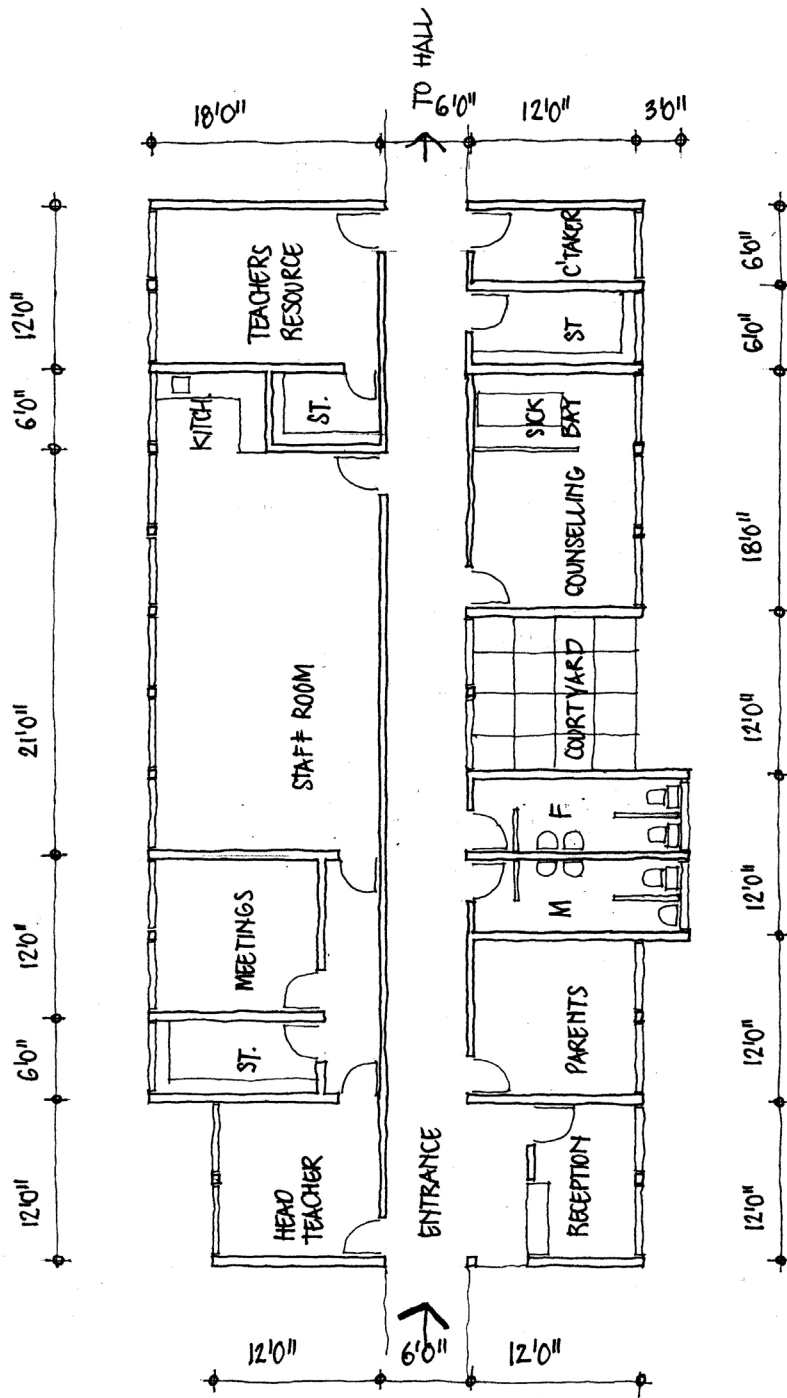 12'0"
6'0"
12'0"
21'0"
6'0"
12'0"
18'0"
6'0"
12'0"
3'0"
TO HALL
KITCH.
TEACHERS
RESOURCE
ST.
MEETINGS
ST.
STAFF ROOM
HEAD
TEACHER
12'0"
6'0"
12'0"
ENTRANCE
RECEPTION
PARENTS
M
F
COURTYARD
COUNSELLING
SICK
BAY
ST
C'TAKER
12'0"
12'0"
12'0"
12'0"
18'0"
6'0"
6'0"